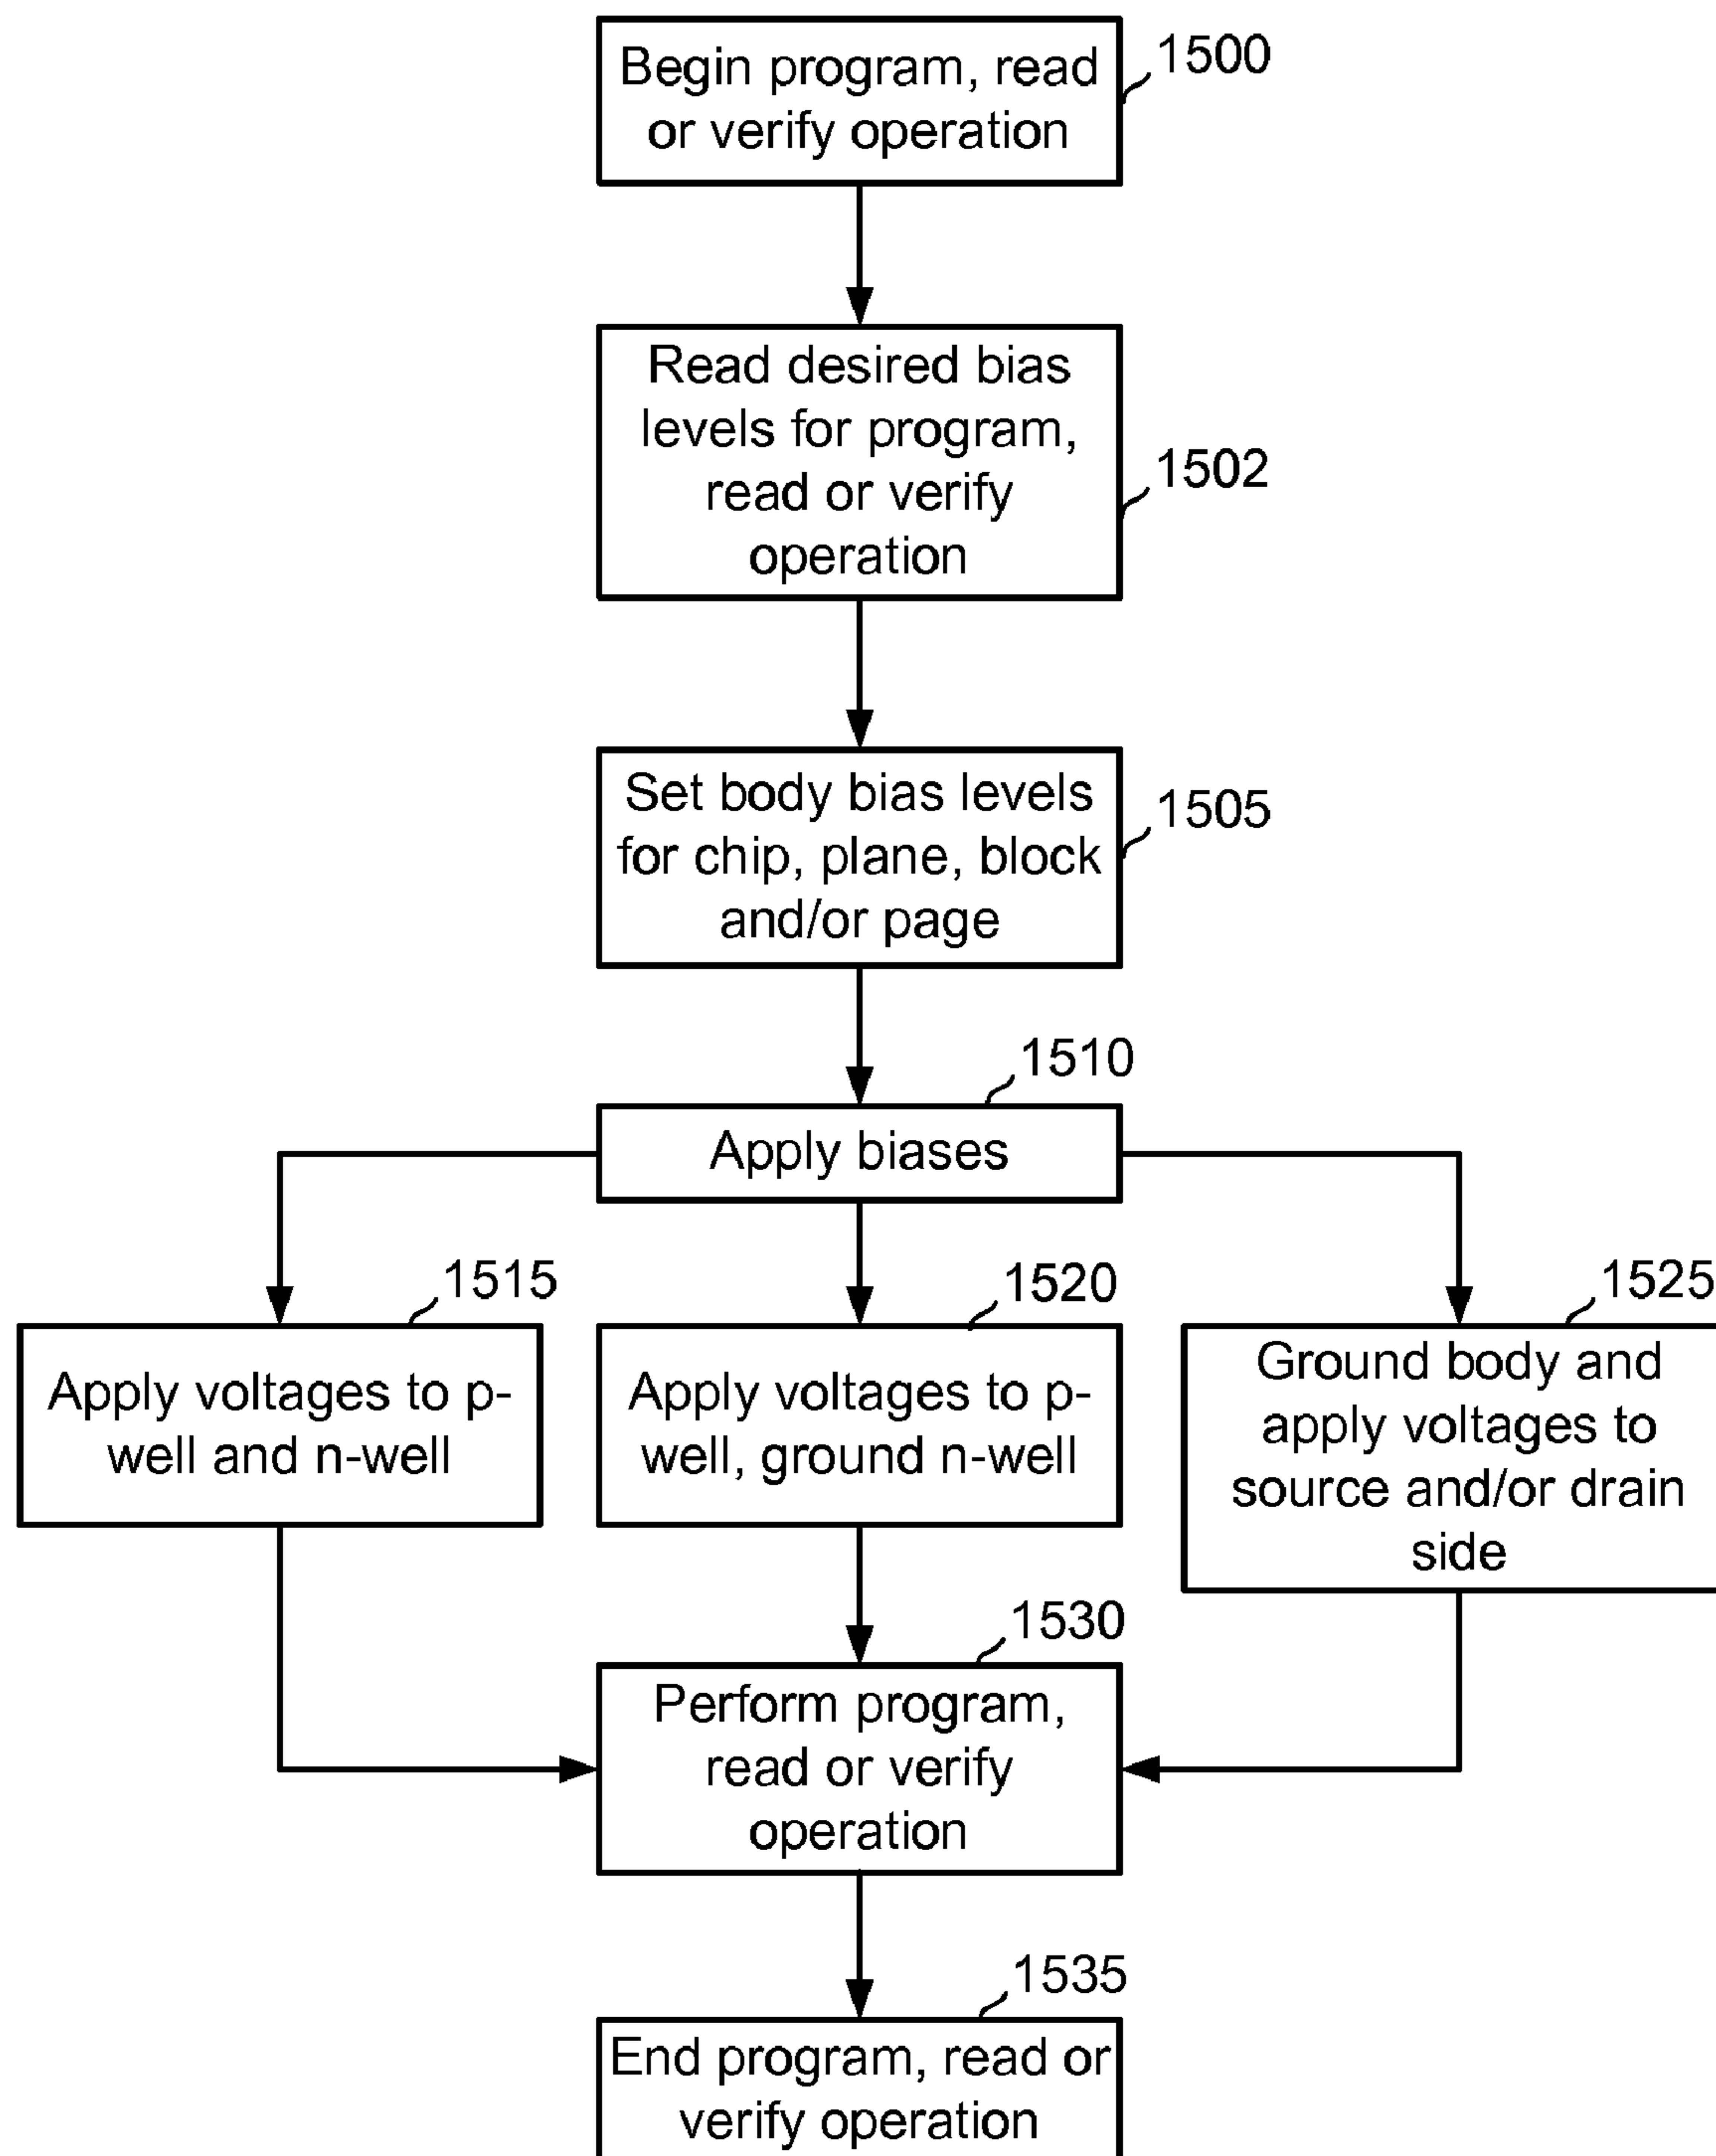 Begin program, read
or verify operation
1500
Read desired bias
levels for program,
read or verify
operation
1502
Set body bias levels
for chip, plane, block
and/or page
1505
1510
Apply biases
1515
Apply voltages to p-
well and n-well
1520
Apply voltages to p-
well, ground n-well
1525
Ground body and
apply voltages to
source and/or drain
side
1530
Perform program,
read or verify
operation
1535
End program, read or
verify operation